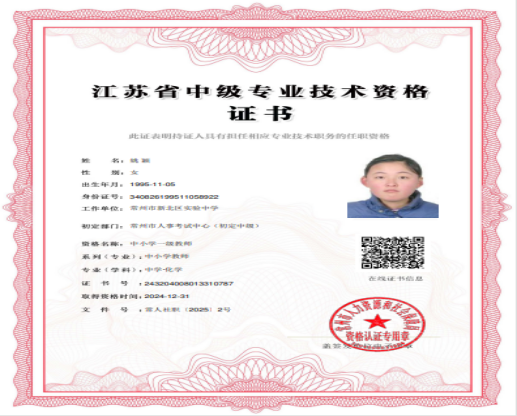 江苏省中级专业技术资格
证书
此证表明持证人具有担任相应专业技术职务的任职资格
姓 名：姚颖
性 别：女
出生年月：1995-11-05
身份证号：340826199511058922
工作单位：常州市新北区实验中学
初定部门：常州市人事考试中心（初定中级）
资格名称：中小学一级教师
系列（专业）：中小学教师
专业（学科）：中学-化学
证 书 号：243204008013310787
取得资格时间：2024-12-31
文 件 号：常人社职〔2025〕2号
在线证书信息
资格认证专用章